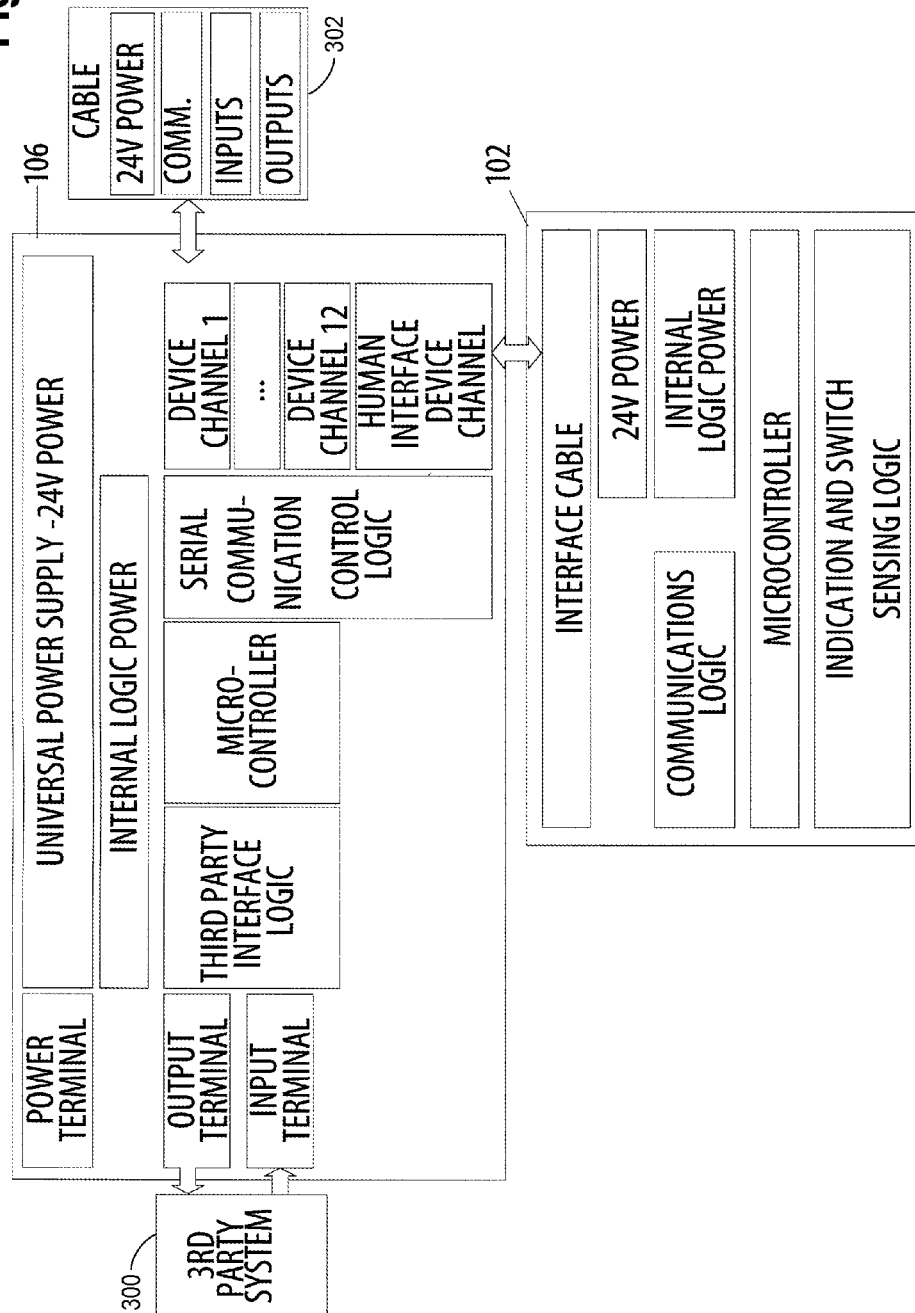 106
POWER
TERMINAL
UNIVERSAL POWER SUPPLY -24V POWER
INTERNAL LOGIC POWER
OUTPUT
TERMINAL
INPUT
TERMINAL
THIRD PARTY
INTERFACE
LOGIC
MICRO-
CONTROLLER
SERIAL
COMMU-
NICATION
CONTROL
LOGIC
DEVICE
CHANNEL 1
...
DEVICE
CHANNEL 12
HUMAN
INTERFACE
DEVICE
CHANNEL
300
3RD
PARTY
SYSTEM
CABLE
24V POWER
COMM.
INPUTS
OUTPUTS
302
102
INTERFACE CABLE
24V POWER
COMMUNICATIONS
LOGIC
INTERNAL
LOGIC POWER
MICROCONTROLLER
INDICATION AND SWITCH
SENSING LOGIC